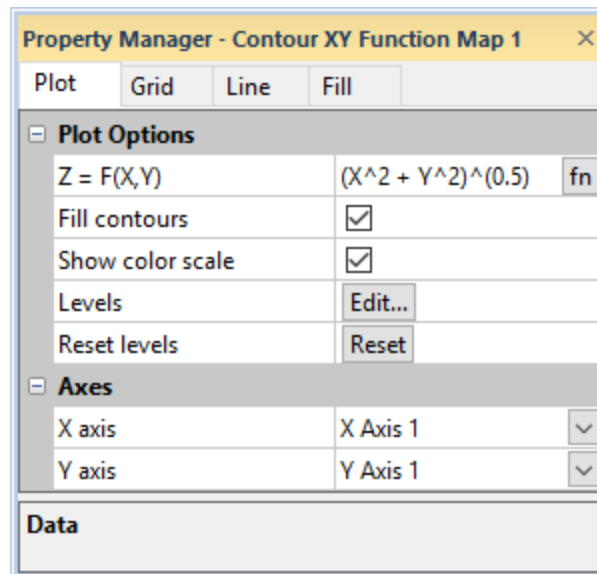 Property Manager - Contour XY Function Map 1
Plot Grid Line Fill
Plot Options
Z = F(X,Y) (X^2 + Y^2)^(0.5) fn
Fill contours
Show color scale
Levels Edit...
Reset levels Reset
Axes
X axis X Axis 1
Y axis Y Axis 1
Data